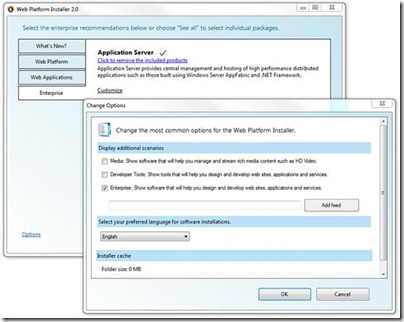 Web Platform Installer 2.0
Select the enterprise recommendations below or choose "See all" to select individual packages.
What's New?
Web Platform
Web Applications
Enterprise
Application Server
Click to remove the included products
Application Server provides central management and hosting of high performance distributed
applications such as those built using Windows Server AppFabric and .NET Framework.
Customize
Options
Change Options
Change the most common options for the Web Platform Installer.
Display additional scenarios
Media; Show software that will help you manage and stream rich media content such as HD Video.
Developer Tools; Show tools that will help you design and develop web sites, applications and services.
Enterprise; Show software that will help you design and develop web sites, applications and services.
Add feed
Select your preferred language for software installations.
English
Installer cache
Folder size: 0 MB
OK
Cancel